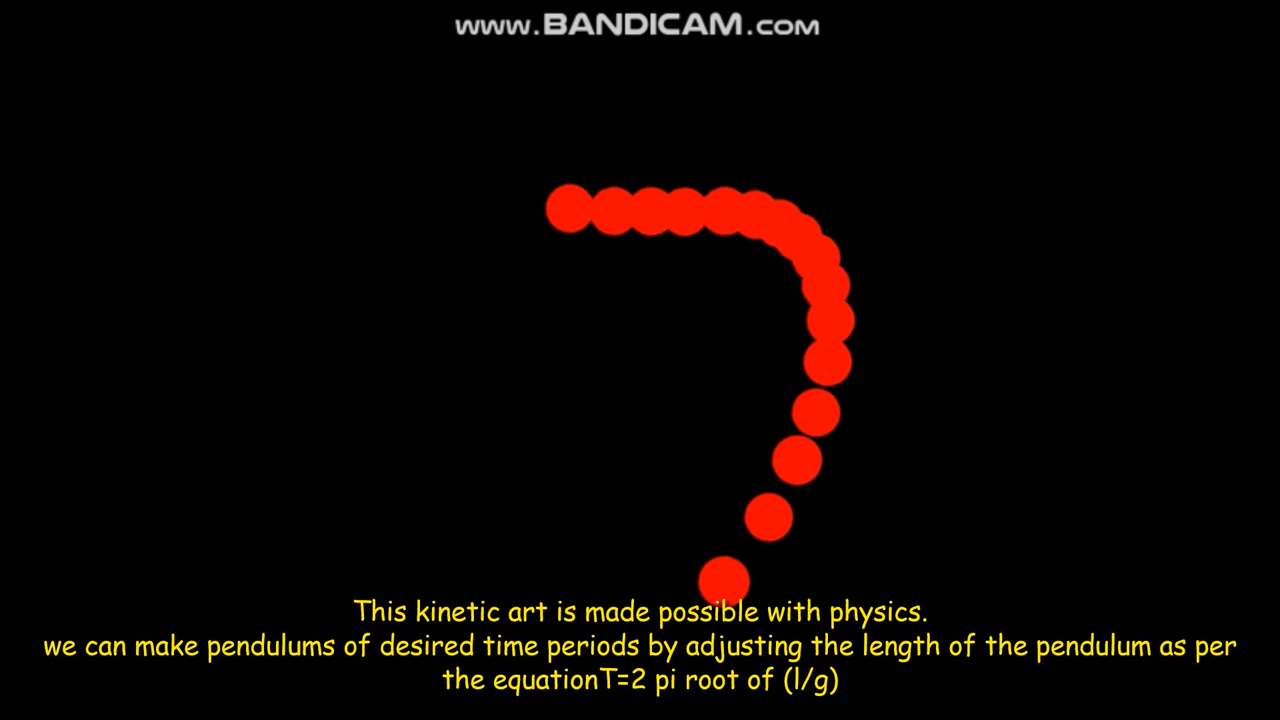 www.BANDICAM.com
This kinetic art is made possible with physics.
we can make pendulums of desired time periods by adjusting the length of the pendulum as per
the equationT=2 pi root of (l/g)